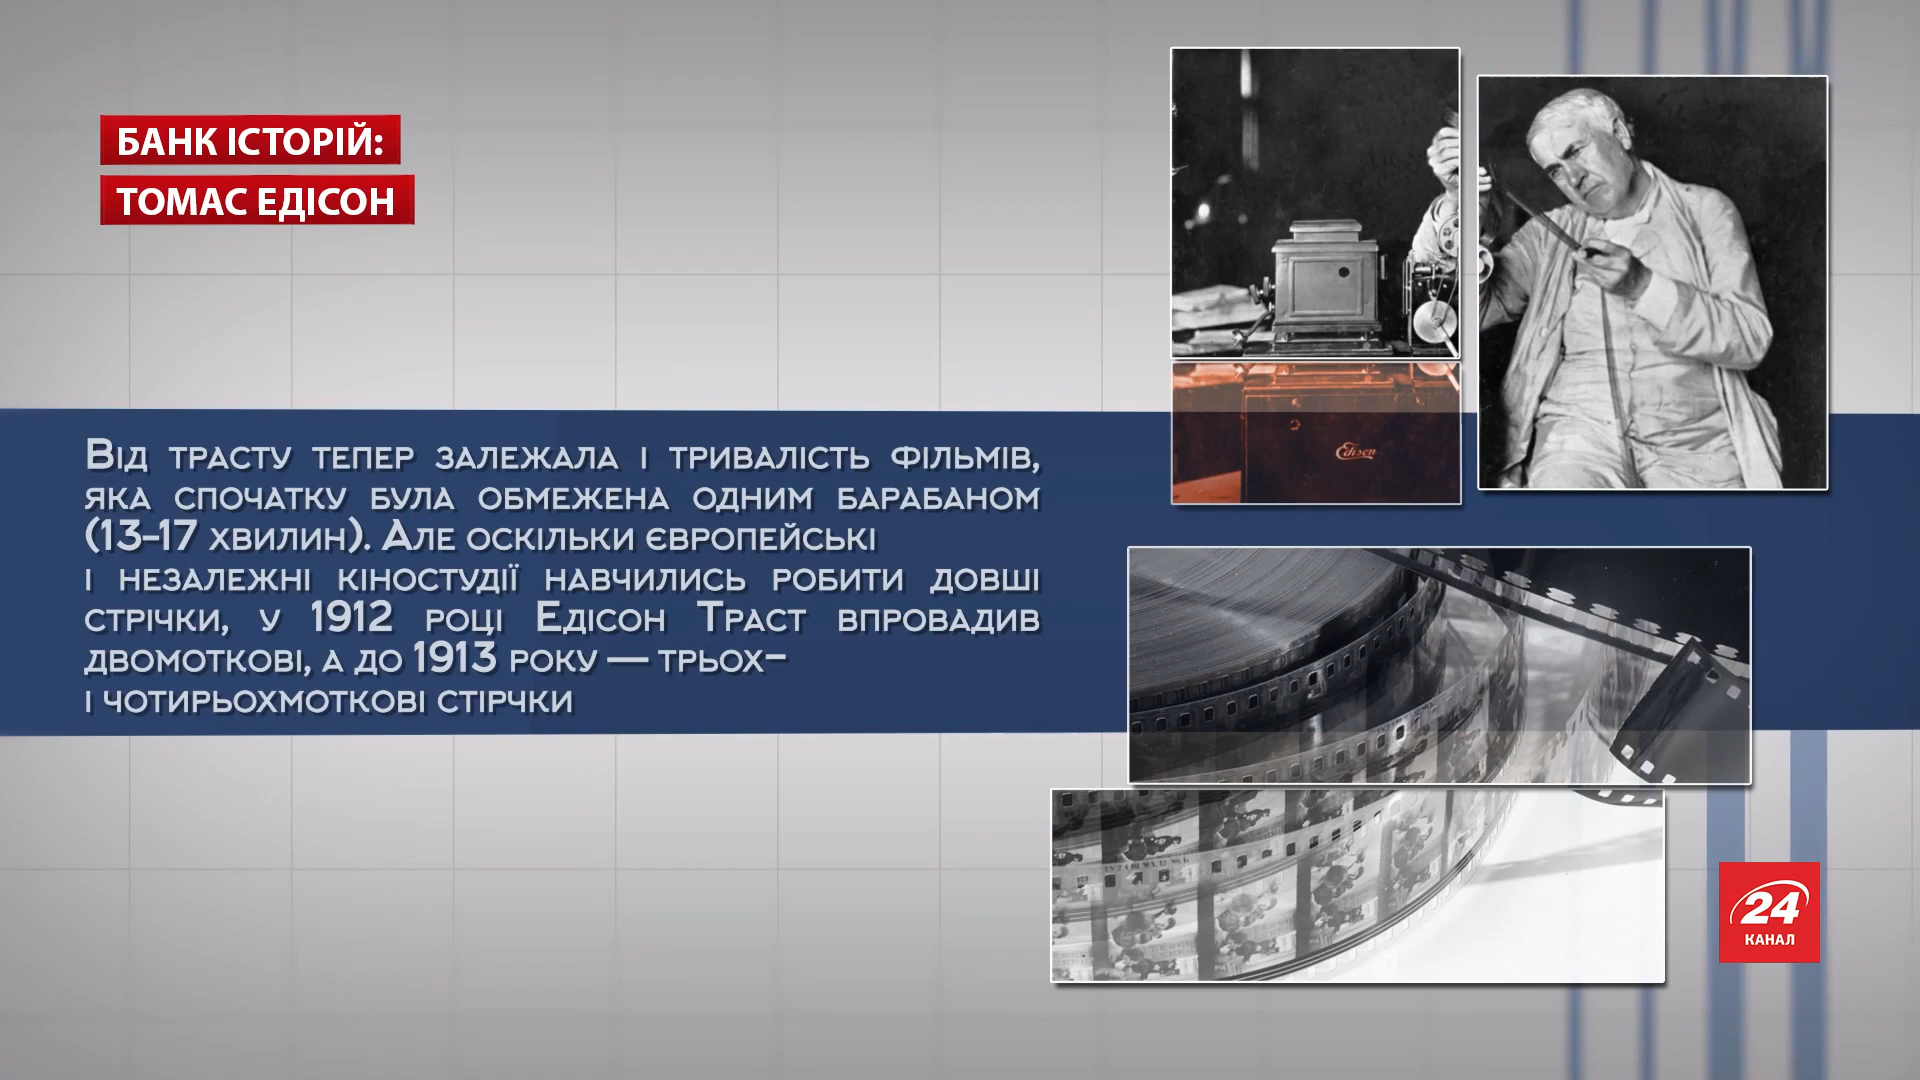 БАНК ІСТОРІЙ:
ТОМАС ЕДІСОН
Від трасту тепер залежала і тривалість фільмів,
яка спочатку була обмежена одним барабаном
(13–17 хвилин). Але оскільки європейські
і незалежні кіностудії навчились робити довші
стрічки, у 1912 році Едісон Траст впровадив
двомоткові, а до 1913 року — трьох–
і чотирьохмоткові стірчки
Edison
24
КАНАЛ